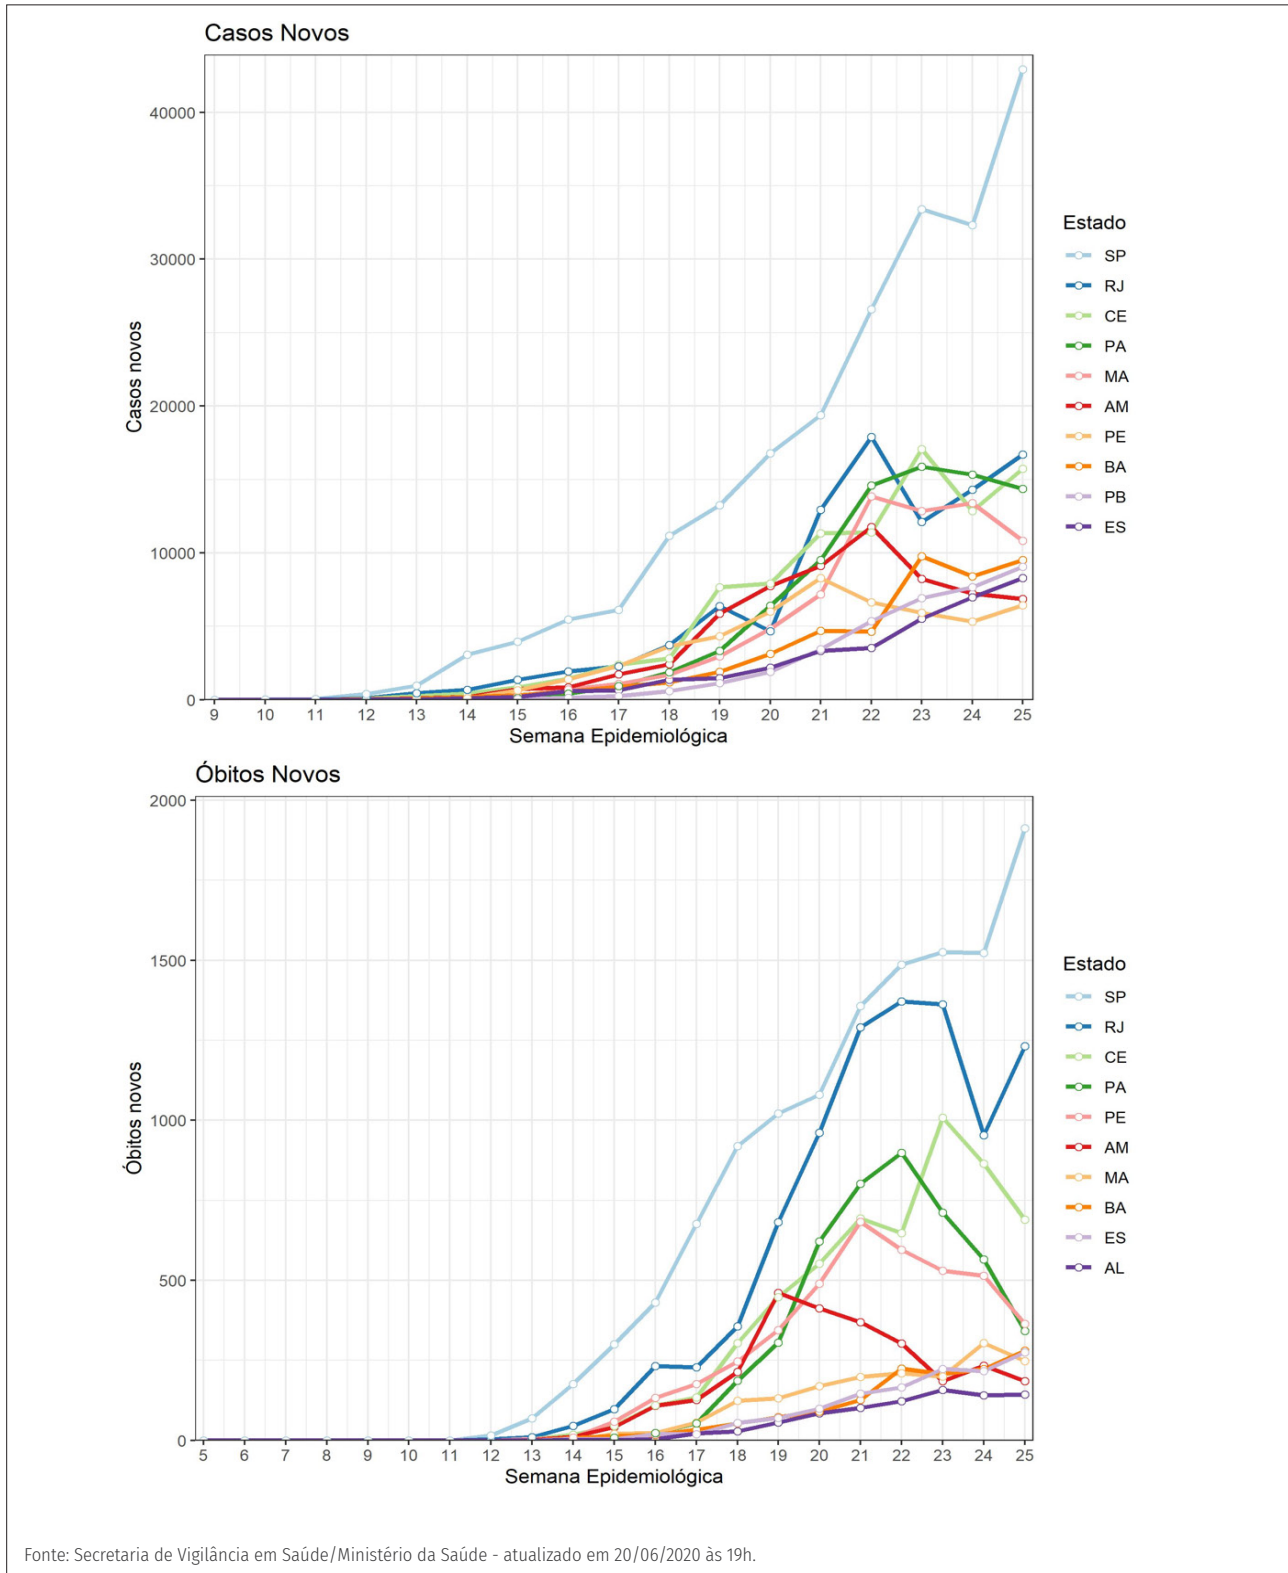 Casos Novos
40000
30000
20000
10000
0
Casos novos
9 10 11 12 13 14 15 16 17 18 19 20 21 22 23 24 25
Semana Epidemiológica
Estado
SP
RJ
CE
PA
MA
AM
PE
BA
PB
ES
Óbitos Novos
2000
1500
1000
500
0
Óbitos novos
5 6 7 8 9 10 11 12 13 14 15 16 17 18 19 20 21 22 23 24 25
Semana Epidemiológica
Estado
SP
RJ
CE
PA
PE
AM
MA
BA
ES
AL
Fonte: Secretaria de Vigilância em Saúde/Ministério da Saúde - atualizado em 20/06/2020 às 19h.